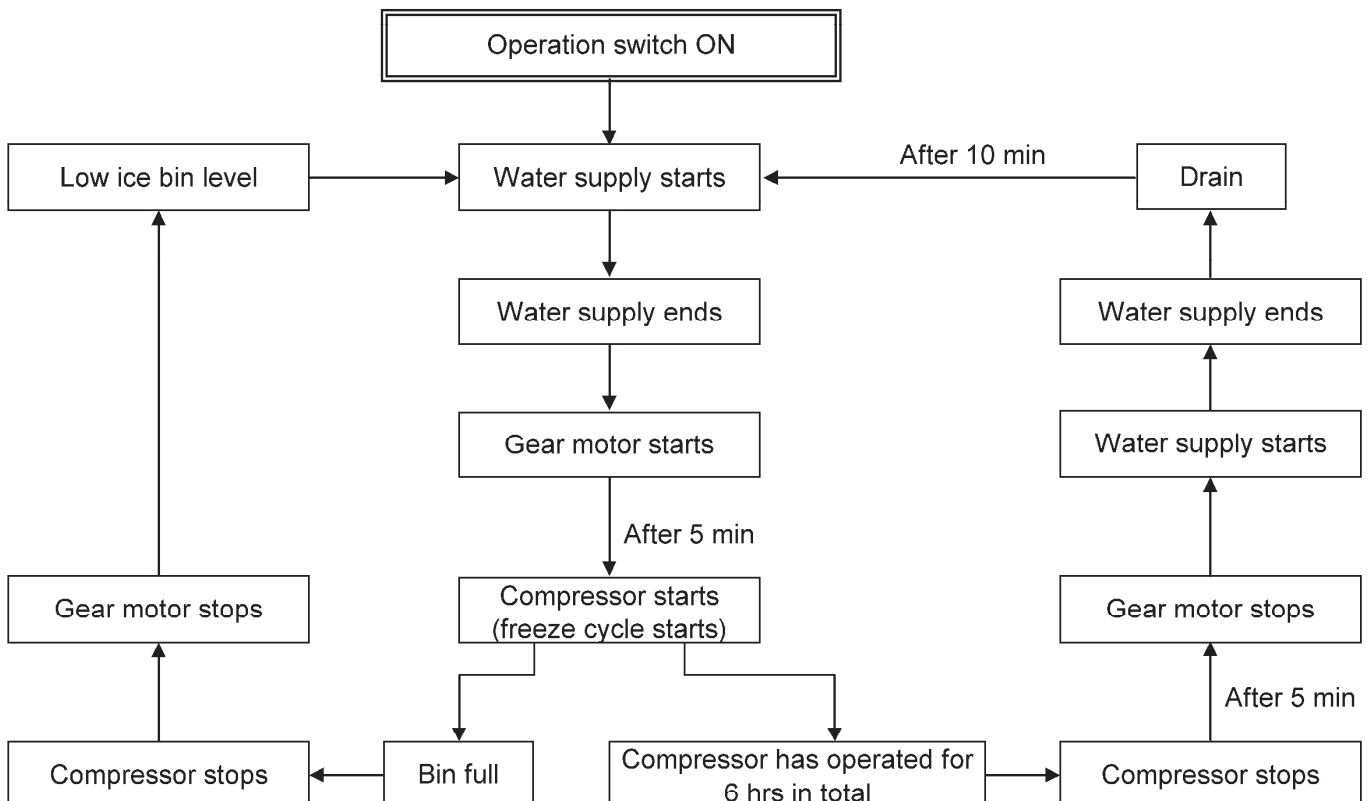 Operation switch ON
Low ice bin level
Water supply starts
After 10 min
Drain
Water supply ends
Water supply ends
Gear motor starts
Water supply starts
After 5 min
Gear motor stops
Compressor starts
(freeze cycle starts)
Gear motor stops
After 5 min
Compressor stops
Bin full
Compressor has operated for
6 hrs in total
Compressor stops